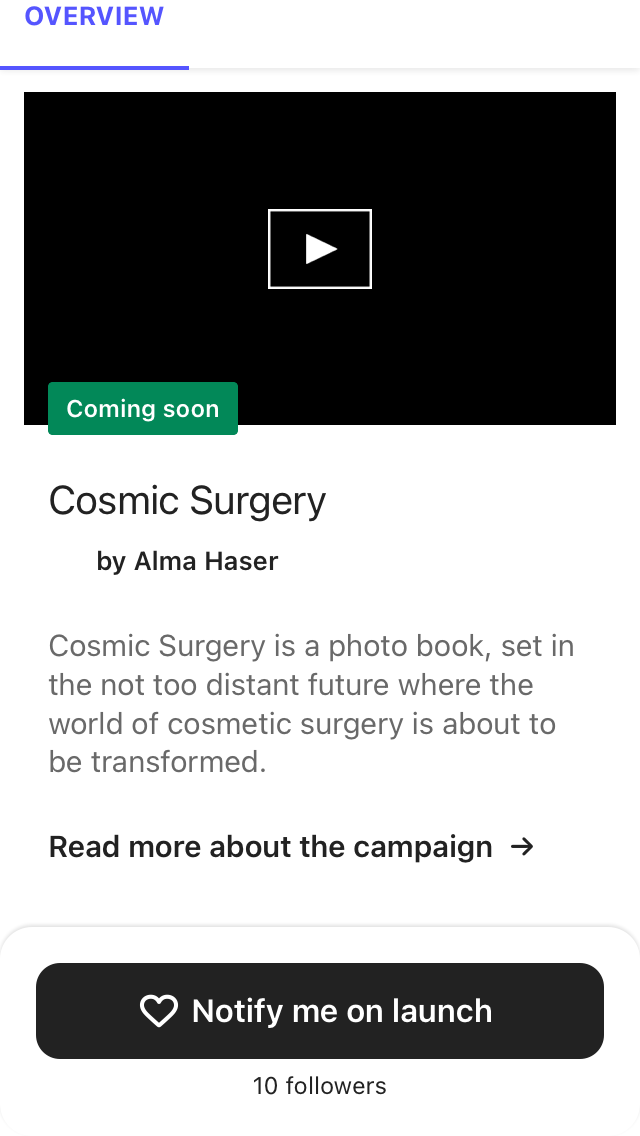 OVERVIEW
Coming soon
Cosmic Surgery
by Alma Haser
Cosmic Surgery is a photo book, set in
the not too distant future where the
world of cosmetic surgery is about to
be transformed.
Read more about the campaign →
Notify me on launch
10 followers